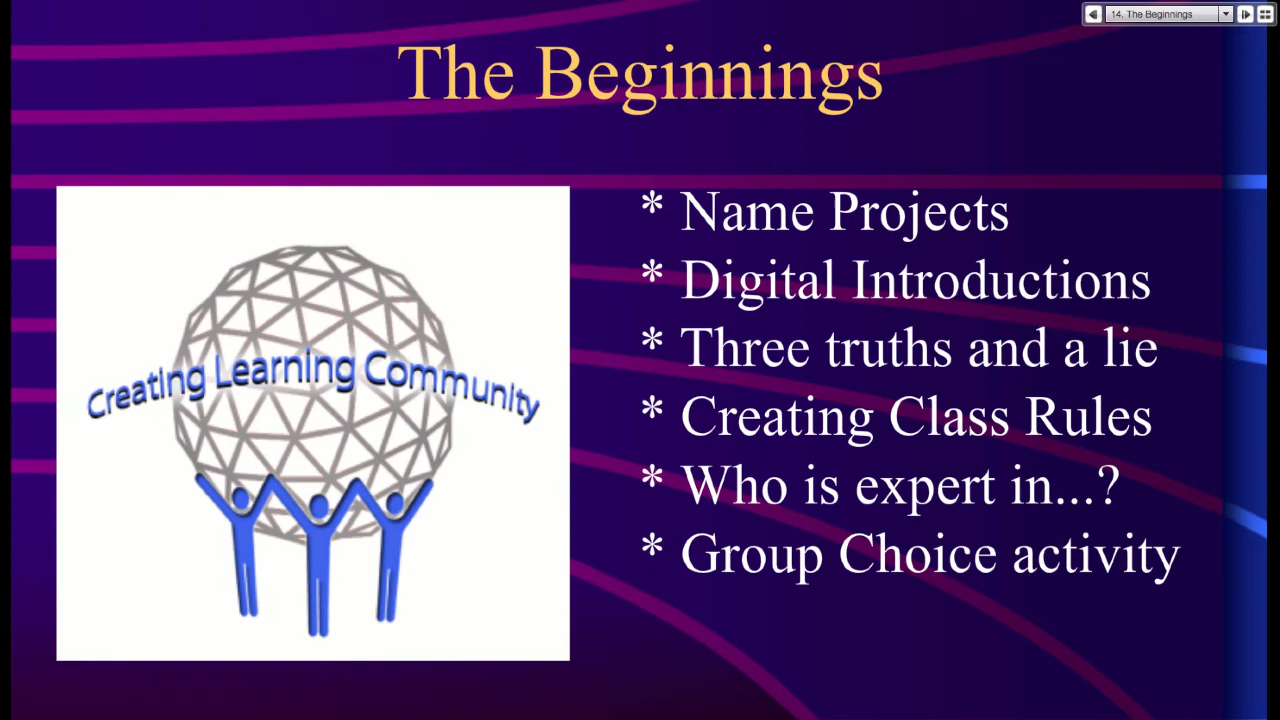 14. The Beginnings
The Beginnings
* Name Projects
* Digital Introductions
* Three truths and a lie
* Creating Class Rules
* Who is expert in...?
* Group Choice activity
Creating Learning Community